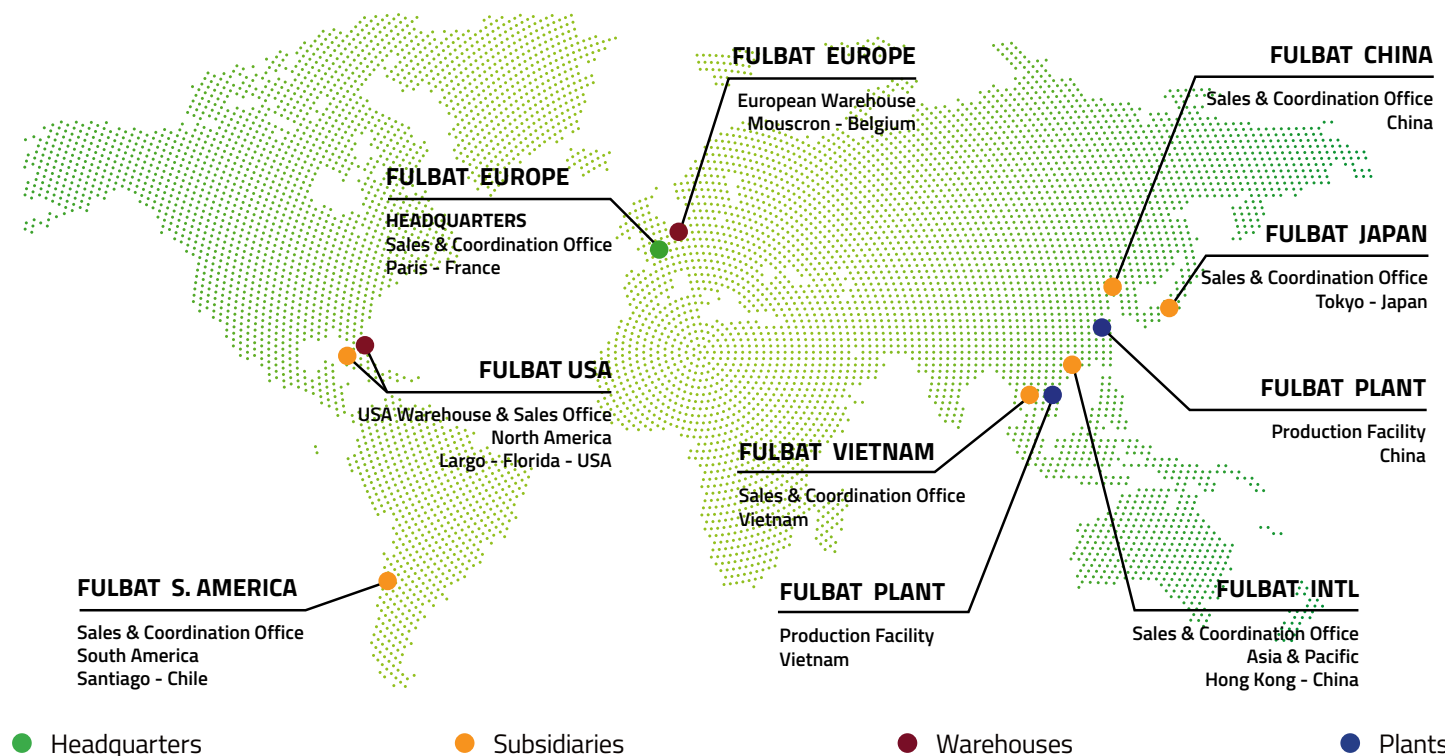 FULBAT EUROPE
European Warehouse
Mouscron - Belgium
FULBAT CHINA
Sales & Coordination Office
China
FULBAT EUROPE
HEADQUARTERS
Sales & Coordination Office
Paris - France
FULBAT JAPAN
Sales & Coordination Office
Tokyo - Japan
FULBAT USA
USA Warehouse & Sales Office
North America
Largo - Florida - USA
FULBAT PLANT
Production Facility
China
FULBAT VIETNAM
Sales & Coordination Office
Vietnam
FULBAT S. AMERICA
Sales & Coordination Office
South America
Santiago - Chile
FULBAT PLANT
Production Facility
Vietnam
FULBAT INTL
Sales & Coordination Office
Asia & Pacific
Hong Kong - China
Headquarters
Subsidiaries
Warehouses
Plants